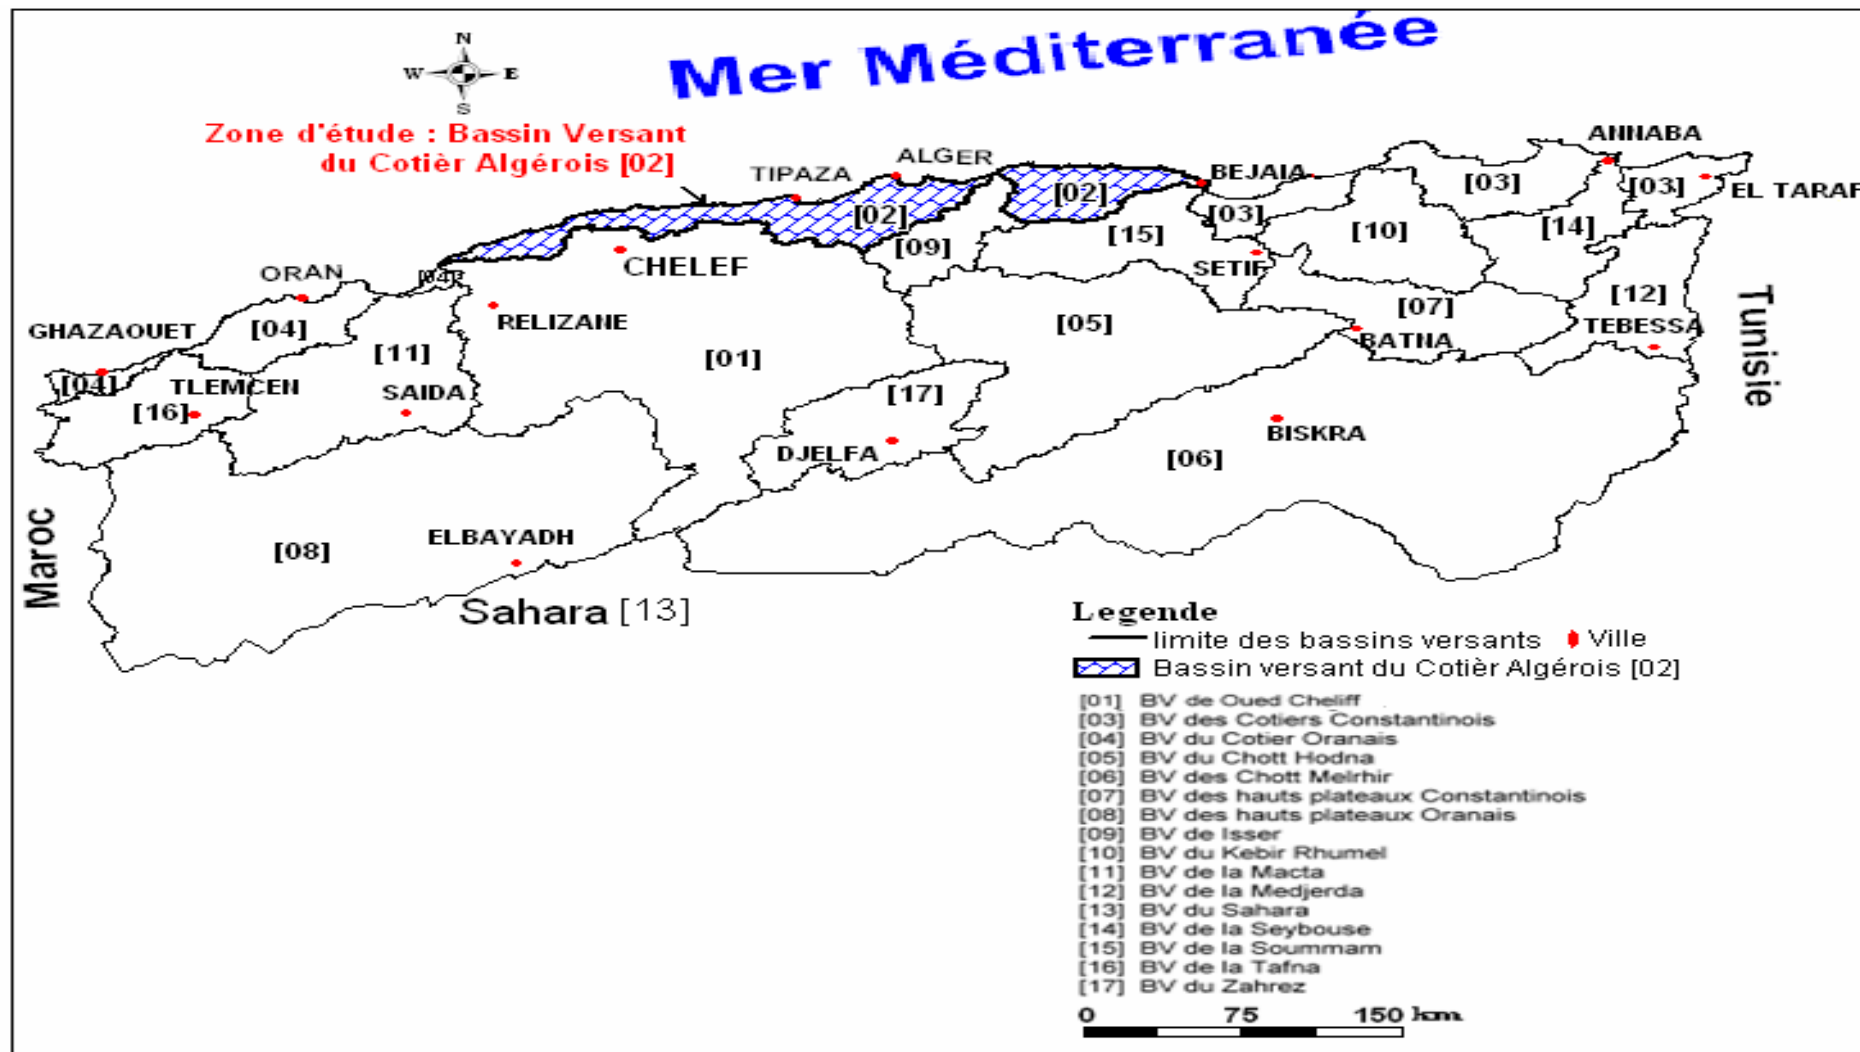 Mer Méditerranée
N
W E
S
Zone d'étude : Bassin Versant
du Cotièr Algérois [02]
TIPAZA
ALGER
BEJAIA
ANNABA
EL TARAF
[02]
[02]
[03]
[03]
[03]
[14]
[10]
[15]
[09]
SETIF
CHELEF
ORAN
[04]
RELIZANE
[04]
GHAZAOUET
[04]
TLEMCEN
[16]
[11]
SAIDA
[01]
[05]
[07]
BATNA
[12]
TEBESSA
Tunisie
[17]
DJELFA
BISKRA
[06]
Maroc
[08]
ELBAYADH
Sahara [13]
Legende
limite des bassins versants Ville
Bassin versant du Cotièr Algérois [02]
[01] BV de Oued Cheliff
[03] BV des Cotiers Constantinois
[04] BV du Cotier Oranais
[05] BV du Chott Hodna
[06] BV des Chott Melrhir
[07] BV des hauts plateaux Constantinois
[08] BV des hauts plateaux Oranais
[09] BV de Isser
[10] BV du Kebir Rhumel
[11] BV de la Macta
[12] BV de la Medjerda
[13] BV du Sahara
[14] BV de la Seybouse
[15] BV de la Soummam
[16] BV de la Tafna
[17] BV du Zahrez
0 75 150 km